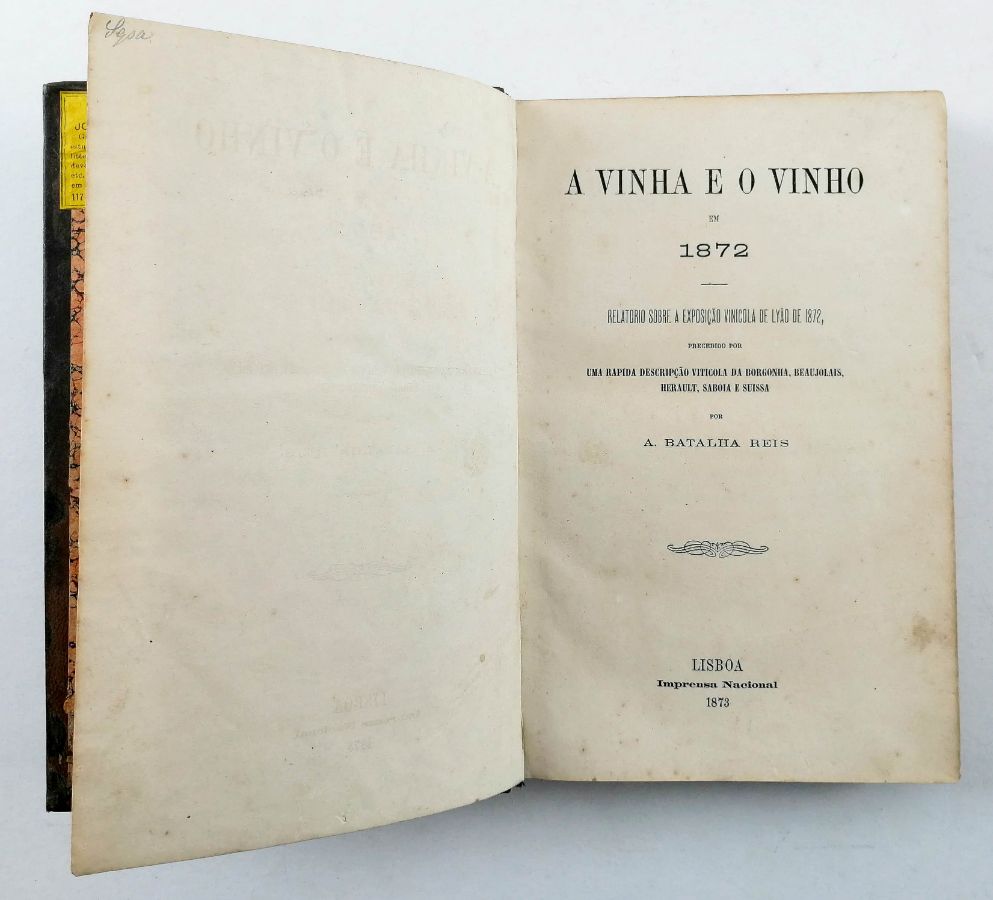 A VINHA E O VINHO
EM
1872
RELATORIO SOBRE A EXPOSIÇÃO VINICOLA DE LYÃO DE 1872,
PRECEDIDO POR
UMA RAPIDA DESCRIPÇÃO VITICOLA DA BORGONHA, BEAUJOLAIS,
HERAULT, SABOIA E SUISSA
POR
A. BATALHA REIS
LISBOA
Imprensa Nacional
1873